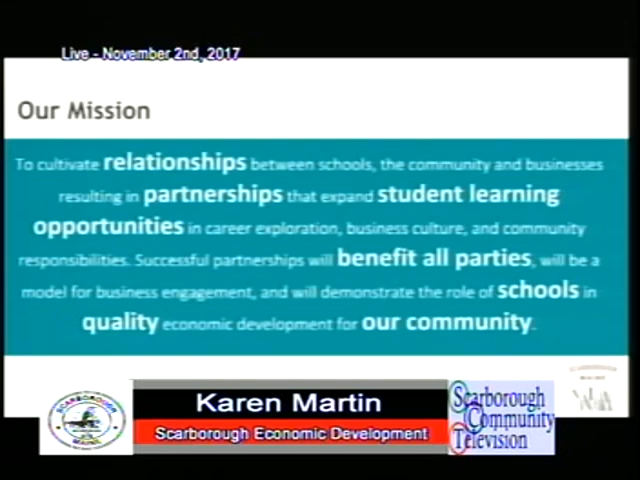 Live - November 2nd, 2017
Our Mission
To cultivate relationships between schools, the community and businesses
resulting in partnerships that expand student learning
opportunities in career exploration, business culture, and community
responsibilities. Successful partnerships will benefit all parties, will be a
model for business engagement, and will demonstrate the role of schools in
quality economic development for our community.
SCARBOROUGH
MAINE
Karen Martin
Scarborough Economic Development
Scarborough
Community
Television